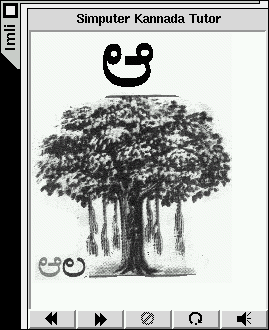 Imli
Simputer Kannada Tutor
ಆ
ಆಲ